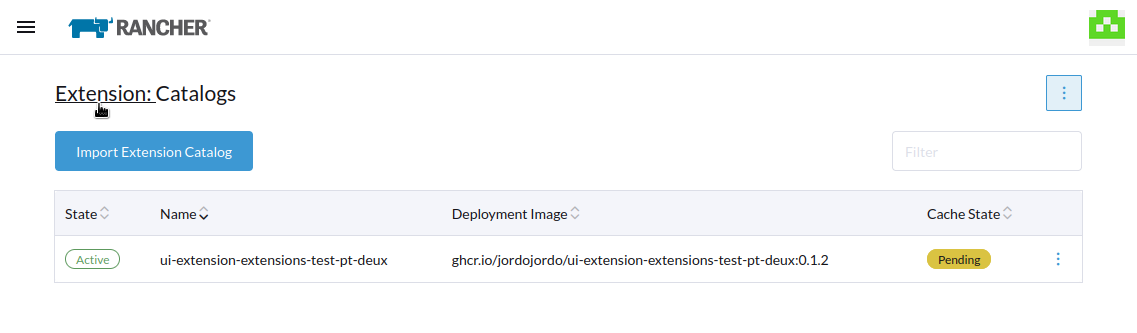 RANCHER
Extension: Catalogs
Import Extension Catalog
Filter
State Name Deployment Image Cache State
Active ui-extension-extensions-test-pt-deux ghcr.io/jordojordo/ui-extension-extensions-test-pt-deux:0.1.2 Pending